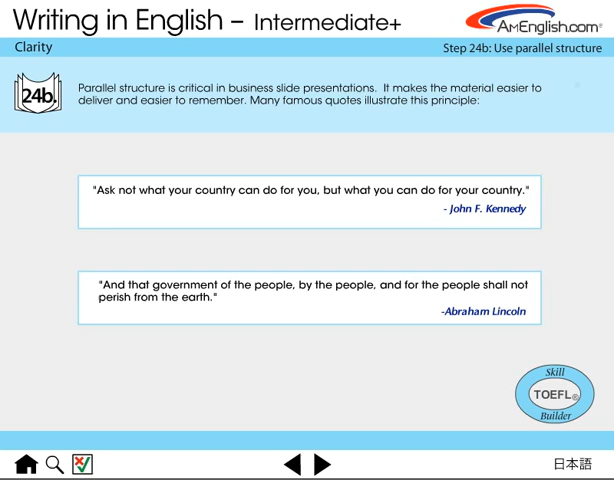 Writing in English – Intermediate+
AMENGLISH.com®
Clarity
Step 24b: Use parallel structure
24b.
Parallel structure is critical in business slide presentations. It makes the material easier to
deliver and easier to remember. Many famous quotes illustrate this principle:
"Ask not what your country can do for you, but what you can do for your country."
- John F. Kennedy
"And that government of the people, by the people, and for the people shall not
perish from the earth."
-Abraham Lincoln
Skill
TOEFL®
Builder
日本語